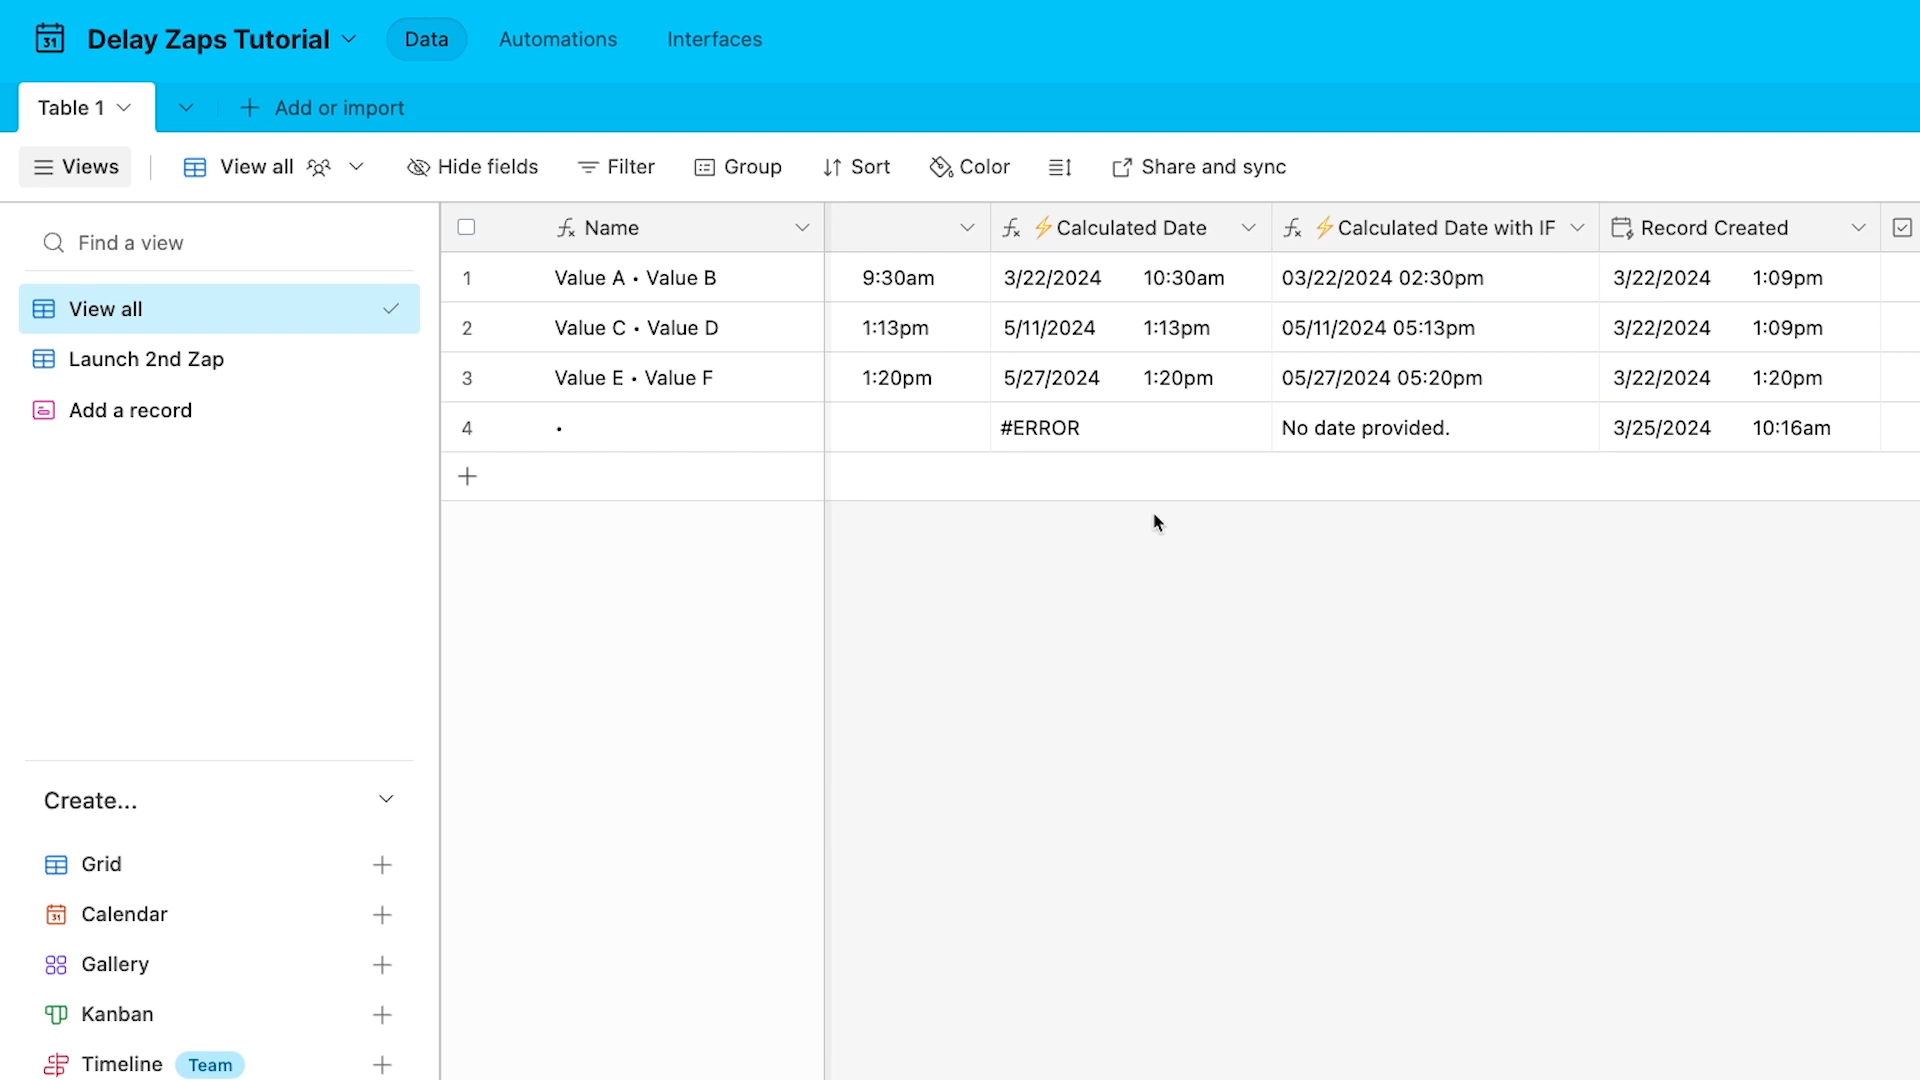 Delay Zaps Tutorial Data Automations Interfaces
Table 1 Add or import
Views View all Hide fields Filter Group Sort Color Share and sync
Find a view
View all
Launch 2nd Zap
Add a record
Create...
Grid
Calendar
Gallery
Kanban
Timeline Team
Name ⚡Calculated Date ⚡Calculated Date with IF Record Created
1 Value A • Value B 9:30am 3/22/2024 10:30am 03/22/2024 02:30pm 3/22/2024 1:09pm
2 Value C • Value D 1:13pm 5/11/2024 1:13pm 05/11/2024 05:13pm 3/22/2024 1:09pm
3 Value E • Value F 1:20pm 5/27/2024 1:20pm 05/27/2024 05:20pm 3/22/2024 1:20pm
4 • #ERROR No date provided. 3/25/2024 10:16am